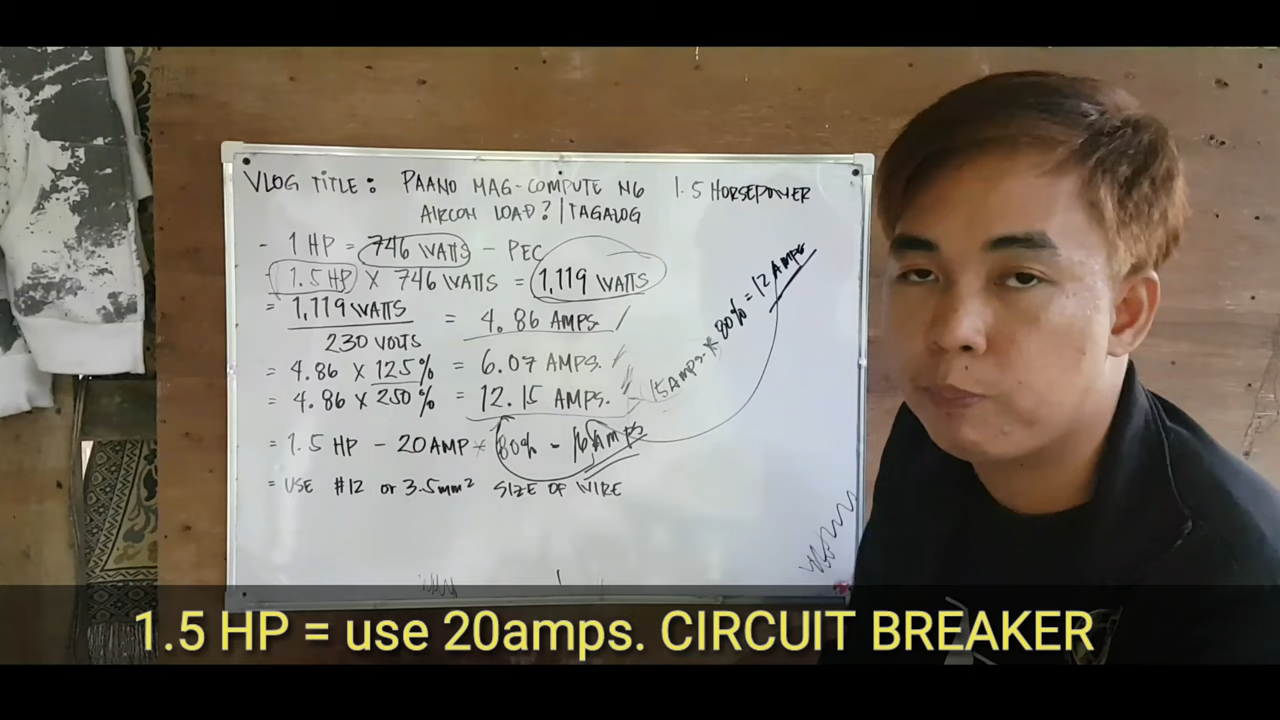 VLOG TITLE: PAANO MAG-COMPUTE NG 1.5 HORSEPOWER
AIRCON LOAD? / TAGALOG
- 1 HP = 746 WATTS - PEC
- 1.5 HP X 746 WATTS = 1,119 WATTS
= 1,119 WATTS
230 VOLTS
= 4.86 AMPS
= 4.86 X 125% = 6.07 AMPS.
= 4.86 X 250% = 12.15 AMPS.
15 AMPS. X 80% = 12 AMPS
= 1.5 HP - 20 AMP X 80% - 16 AMPS
= USE #12 or 3.5mm² SIZE OF WIRE
1.5 HP = use 20amps. CIRCUIT BREAKER